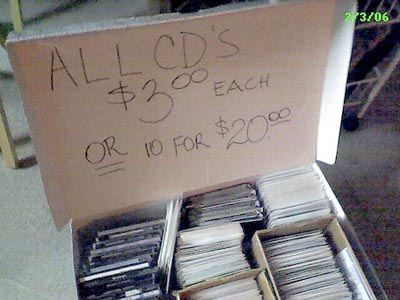 2/3/06
ALL CD'S
$3.00 EACH
OR 10 FOR $20.00